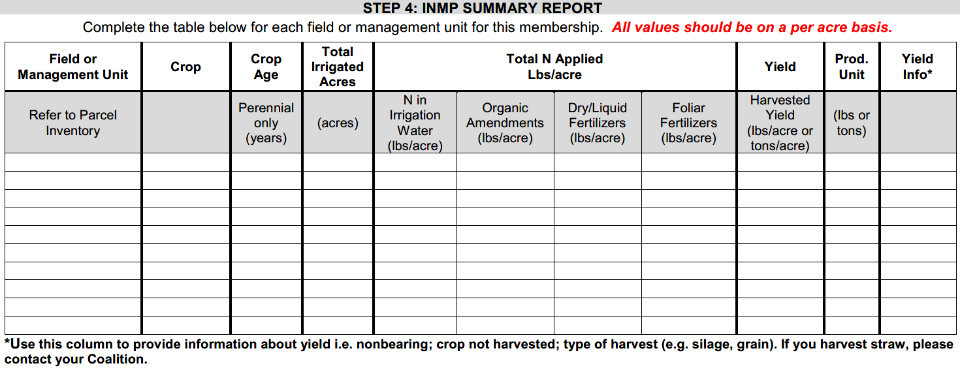 STEP 4: INMP SUMMARY REPORT
Complete the table below for each field or management unit for this membership. All values should be on a per acre basis.
Field or
Management Unit
Crop
Crop
Age
Total
Irrigated
Acres
Total N Applied
Lbs/acre
Yield
Prod.
Unit
Yield
Info*
Refer to Parcel
Inventory
Perennial
only
(years)
(acres)
N in
Irrigation
Water
(lbs/acre)
Organic
Amendments
(lbs/acre)
Dry/Liquid
Fertilizers
(lbs/acre)
Foliar
Fertilizers
(lbs/acre)
Harvested
Yield
(lbs/acre or
tons/acre)
(lbs or
tons)
*Use this column to provide information about yield i.e. nonbearing; crop not harvested; type of harvest (e.g. silage, grain). If you harvest straw, please
contact your Coalition.